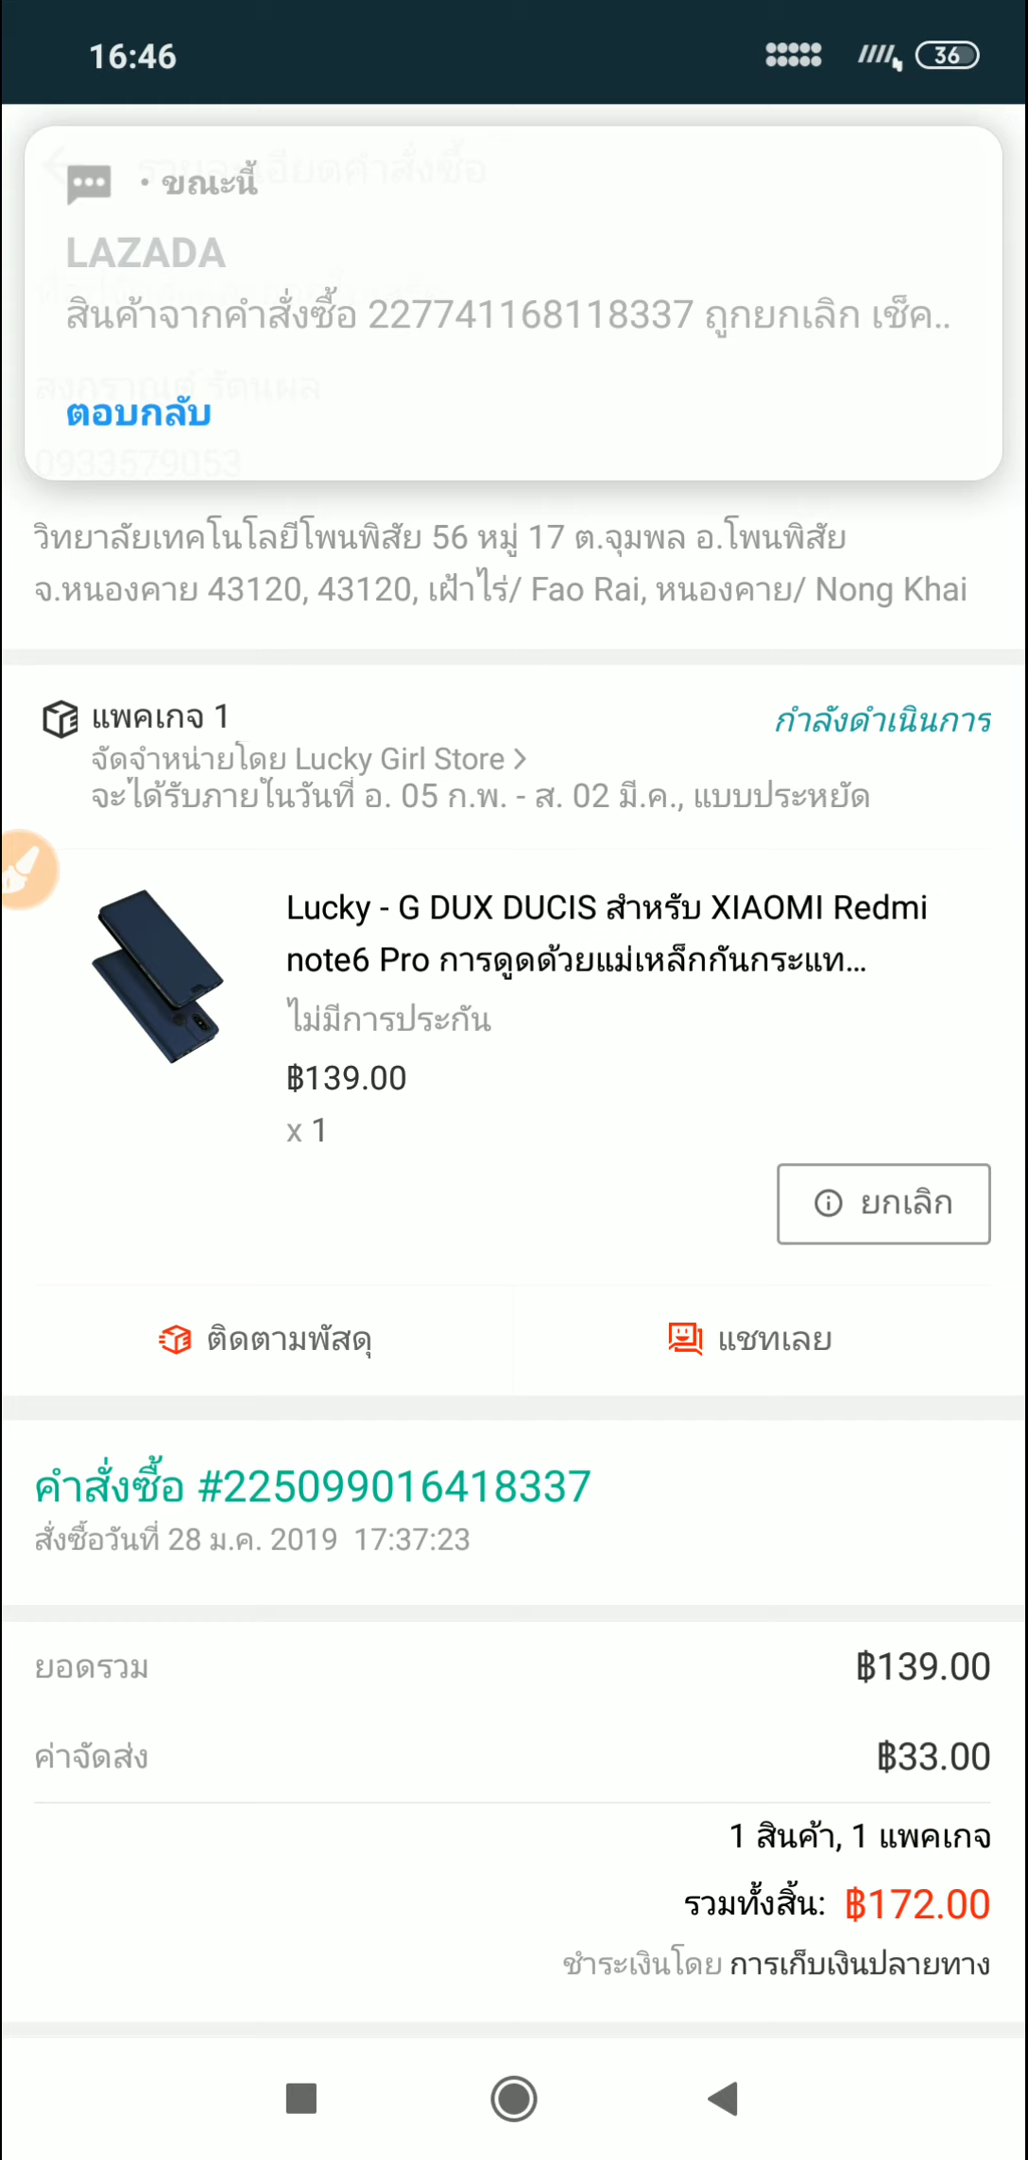 16:46
36
รายละเอียดคำสั่งซื้อ
• ขณะนี้
LAZADA
สินค้าจากคำสั่งซื้อ 227741168118337 ถูกยกเลิก เช็ค..
ตอบกลับ
0933579053
วิทยาลัยเทคโนโลยีโพนพิสัย 56 หมู่ 17 ต.จุมพล อ.โพนพิสัย
จ.หนองคาย 43120, 43120, เฝ้าไร่/ Fao Rai, หนองคาย/ Nong Khai
แพคเกจ 1
กำลังดำเนินการ
จัดจำหน่ายโดย Lucky Girl Store >
จะได้รับภายในวันที่ อ. 05 ก.พ. - ส. 02 มี.ค., แบบประหยัด
Lucky - G DUX DUCIS สำหรับ XIAOMI Redmi
note6 Pro การดูดด้วยแม่เหล็กกันกระแท...
ไม่มีการประกัน
฿139.00
x 1
ยกเลิก
ติดตามพัสดุ
แชทเลย
คำสั่งซื้อ #225099016418337
สั่งซื้อวันที่ 28 ม.ค. 2019 17:37:23
ยอดรวม
฿139.00
ค่าจัดส่ง
฿33.00
1 สินค้า, 1 แพคเกจ
รวมทั้งสิ้น: ฿172.00
ชำระเงินโดย การเก็บเงินปลายทาง